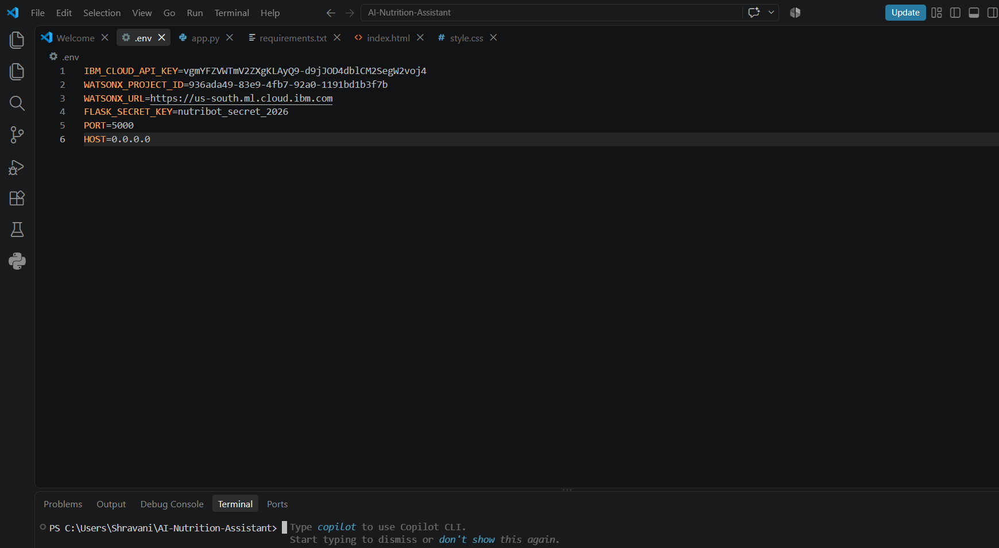 File Edit Selection View Go Run Terminal Help
AI-Nutrition-Assistant
Update
Welcome
.env
app.py
requirements.txt
index.html
# style.css
.env
1 IBM_CLOUD_API_KEY=vgmYFZVWTmV2ZXgKLAyQ9-d9jJOD4dblCM2SegW2voj4
2 WATSONX_PROJECT_ID=936ada49-83e9-4fb7-92a0-1191bd1b3f7b
3 WATSONX_URL=https://us-south.ml.cloud.ibm.com
4 FLASK_SECRET_KEY=nutribot_secret_2026
5 PORT=5000
6 HOST=0.0.0.0
Problems Output Debug Console Terminal Ports
PS C:\Users\Shravani\AI-Nutrition-Assistant> Type copilot to use Copilot CLI.
Start typing to dismiss or don't show this again.